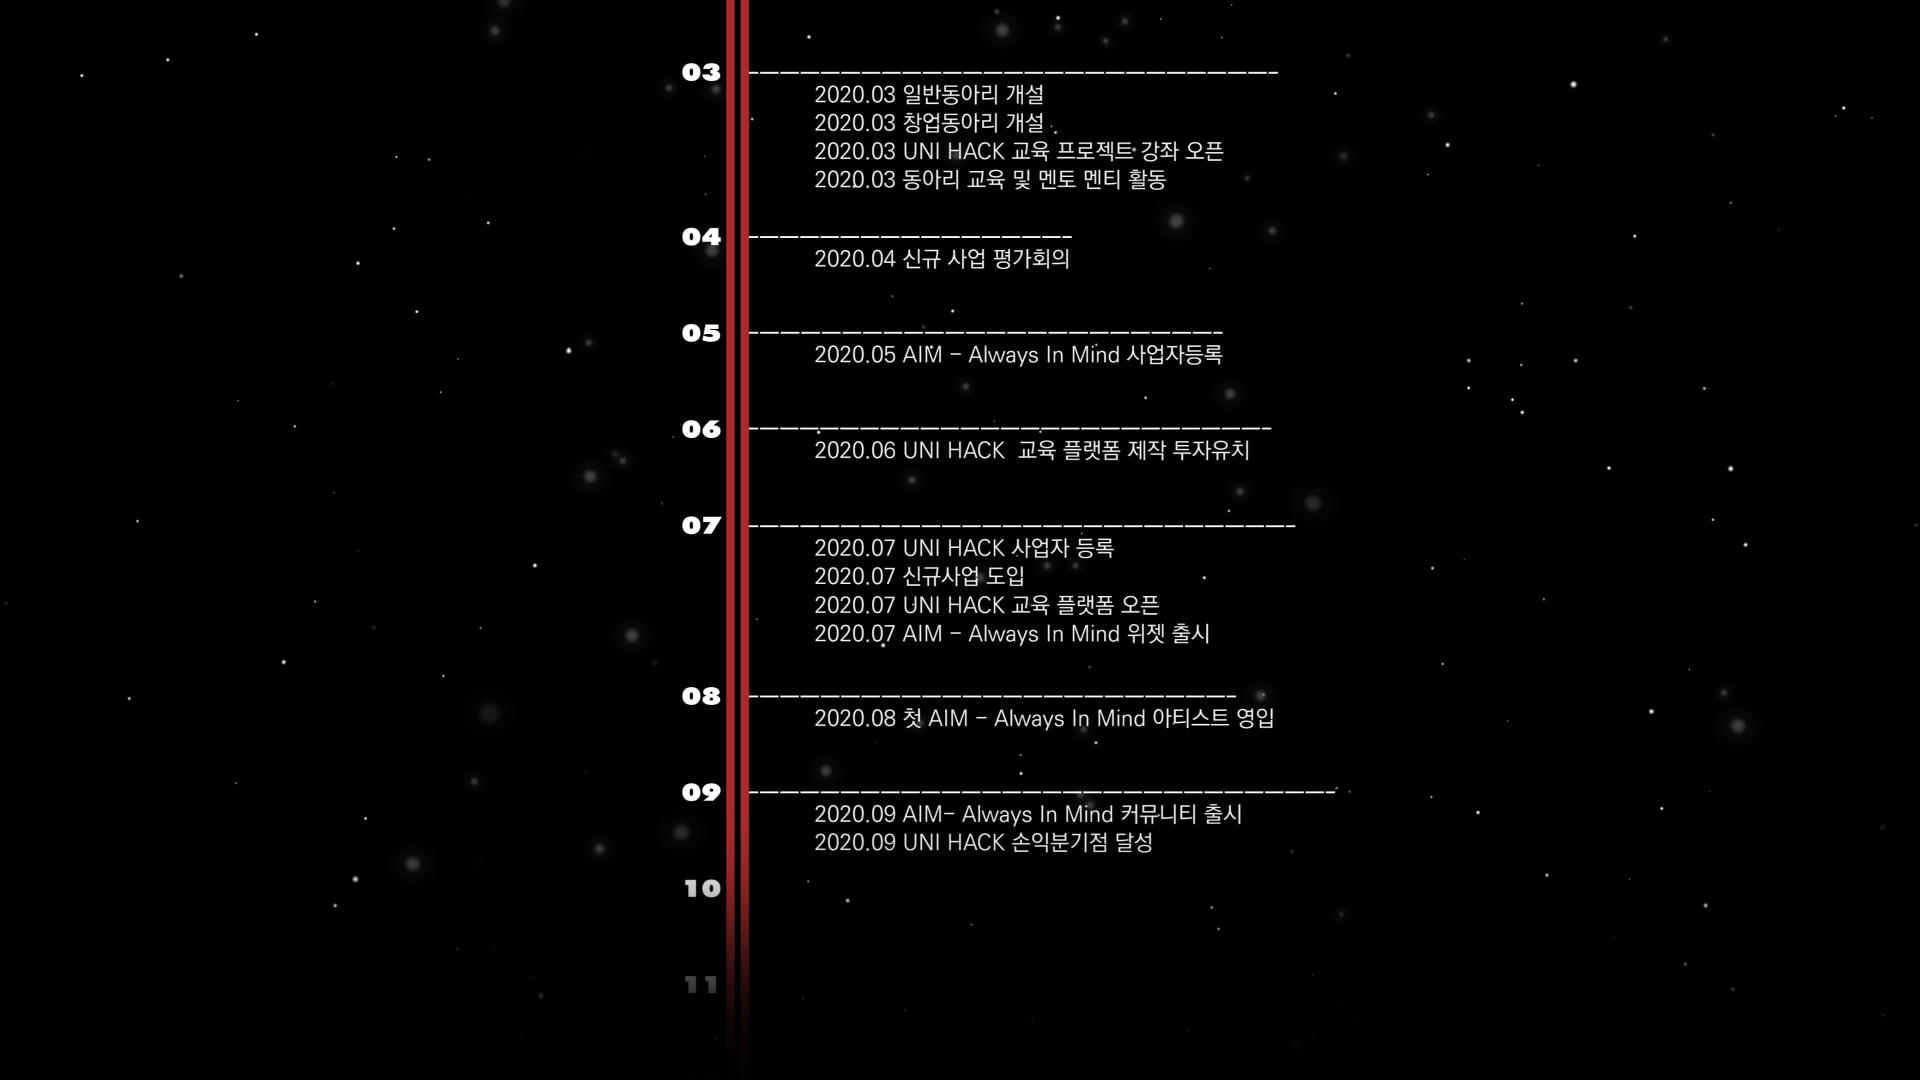 03
2020.03 일반동아리 개설
2020.03 창업동아리 개설
2020.03 UNI HACK 교육 프로젝트 강좌 오픈
2020.03 동아리 교육 및 멘토 멘티 활동
04
2020.04 신규 사업 평가회의
05
2020.05 AIM - Always In Mind 사업자등록
06
2020.06 UNI HACK  교육 플랫폼 제작 투자유치
07
2020.07 UNI HACK 사업자 등록
2020.07 신규사업 도입
2020.07 UNI HACK 교육 플랫폼 오픈
2020.07 AIM - Always In Mind 위젯 출시
08
2020.08 첫 AIM - Always In Mind 아티스트 영입
09
2020.09 AIM- Always In Mind 커뮤니티 출시
2020.09 UNI HACK 손익분기점 달성
10
11